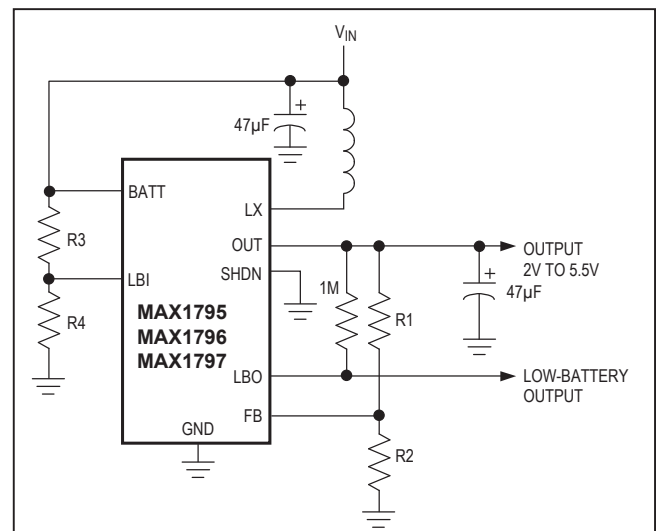 VIN
47µF
BATT
LX
R3
OUT
OUTPUT
2V TO 5.5V
SHDN
LBI
1M
47µF
R1
R4
MAX1795
MAX1796
MAX1797
LBO
LOW-BATTERY
OUTPUT
FB
GND
R2